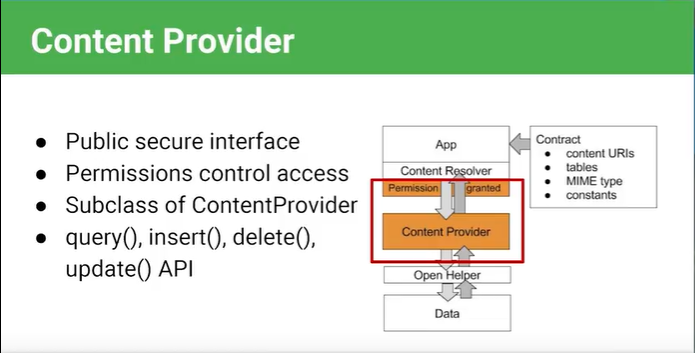 Content Provider
● Public secure interface
● Permissions control access
● Subclass of ContentProvider
● query(), insert(), delete(),
update() API
App
Content Resolver
Permission granted
Content Provider
Open Helper
Data
Contract
● content URIs
● tables
● MIME type
● constants